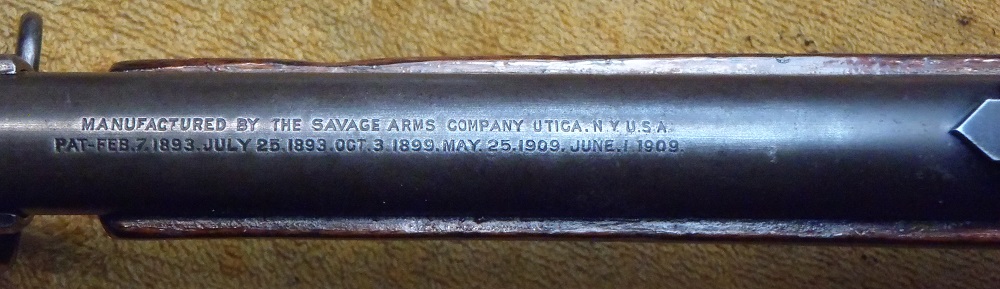 MANUFACTURED BY THE SAVAGE ARMS COMPANY UTICA. N.Y. U.S.A.
PAT-FEB.7.1893.JULY 25.1893.OCT.3 1899.MAY.25.1909.JUNE.1.1909.